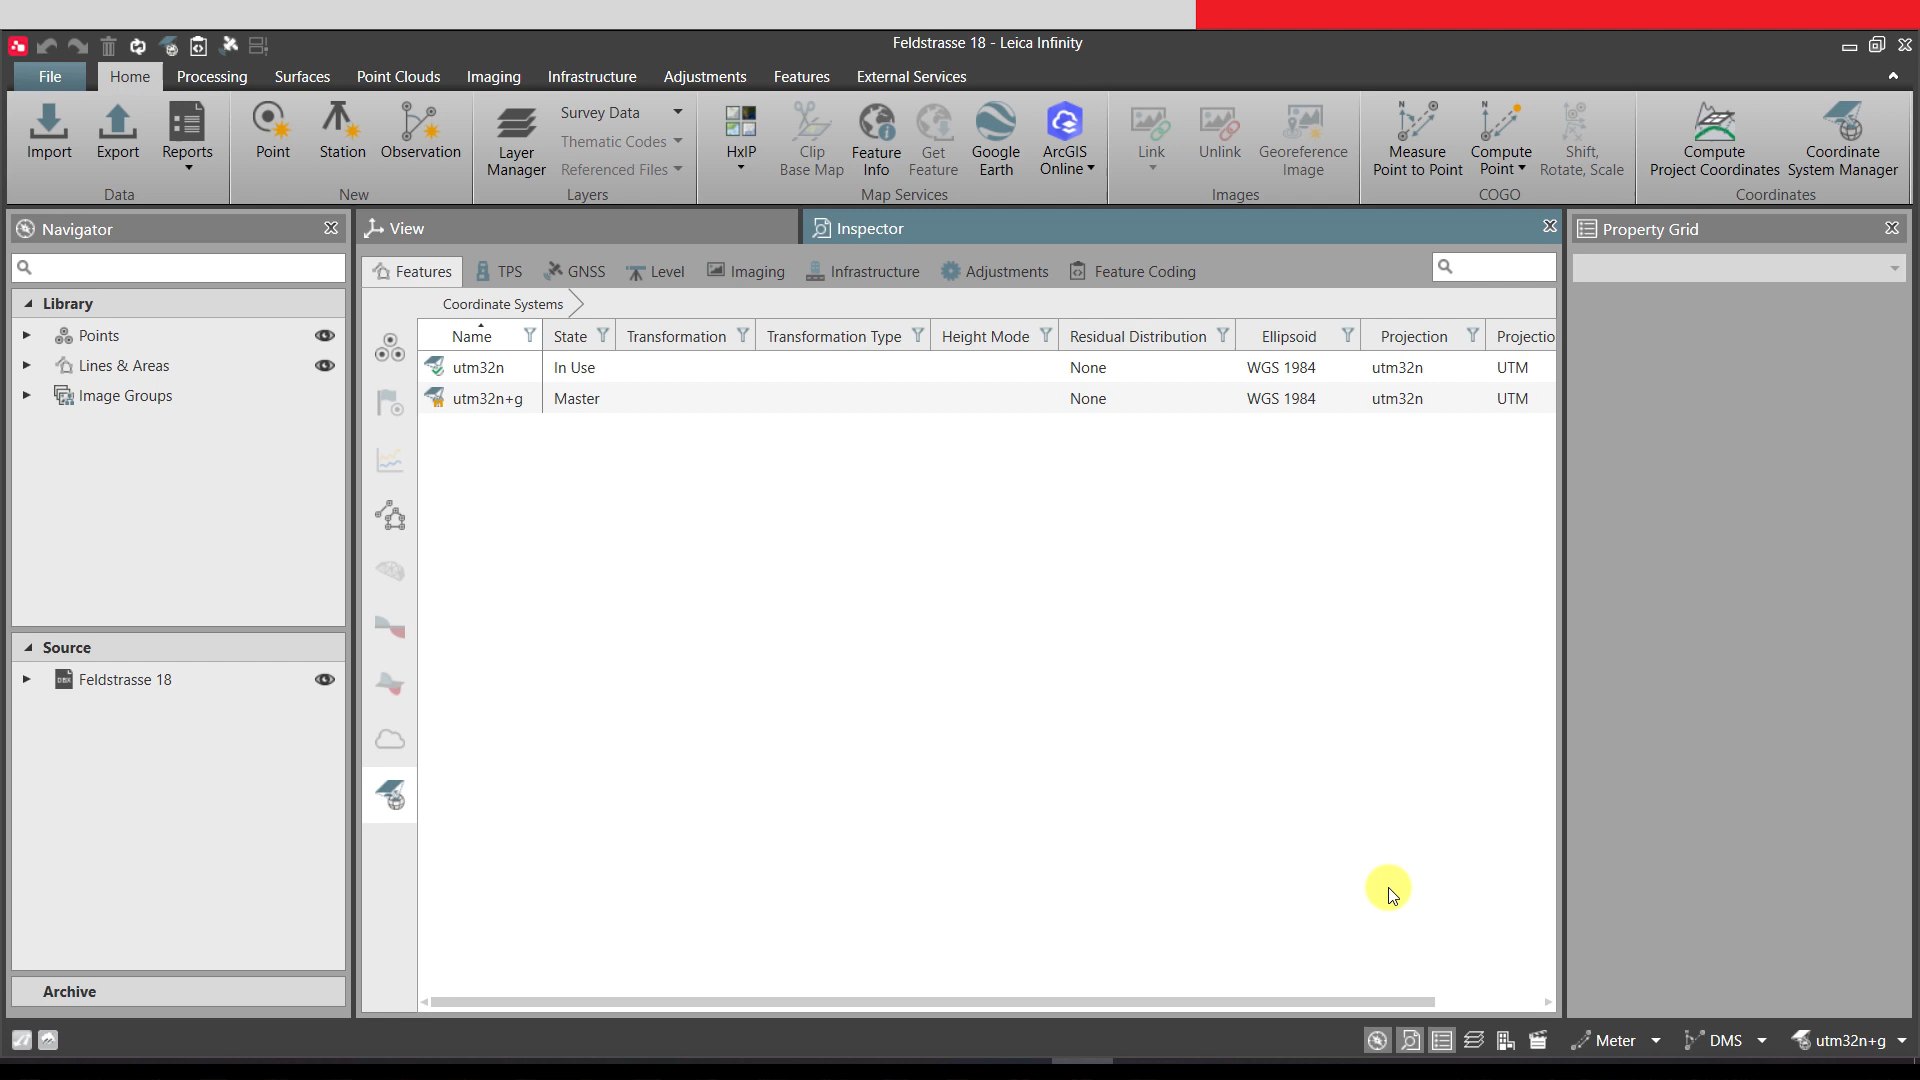 Feldstrasse 18 - Leica Infinity
File Home Processing Surfaces Point Clouds Imaging Infrastructure Adjustments Features External Services
Import Export Reports
Data
Point Station Observation
New
Layer Manager
Survey Data
Thematic Codes
Referenced Files
Layers
HxIP
Clip Base Map
Feature Info
Get Feature
Google Earth
ArcGIS Online
Map Services
Link Unlink
Georeference Image
Images
Measure Point to Point
Compute Point
Shift, Rotate, Scale
COGO
Compute Project Coordinates
Coordinate System Manager
Coordinates
Navigator
Library
Points
Lines & Areas
Image Groups
Source
Feldstrasse 18
Archive
View
Inspector
Features TPS GNSS Level Imaging Infrastructure Adjustments Feature Coding
Coordinate Systems
Name State Transformation Transformation Type Height Mode Residual Distribution Ellipsoid Projection Projectio
utm32n In Use None WGS 1984 utm32n UTM
utm32n+g Master None WGS 1984 utm32n UTM
Property Grid
Meter DMS utm32n+g